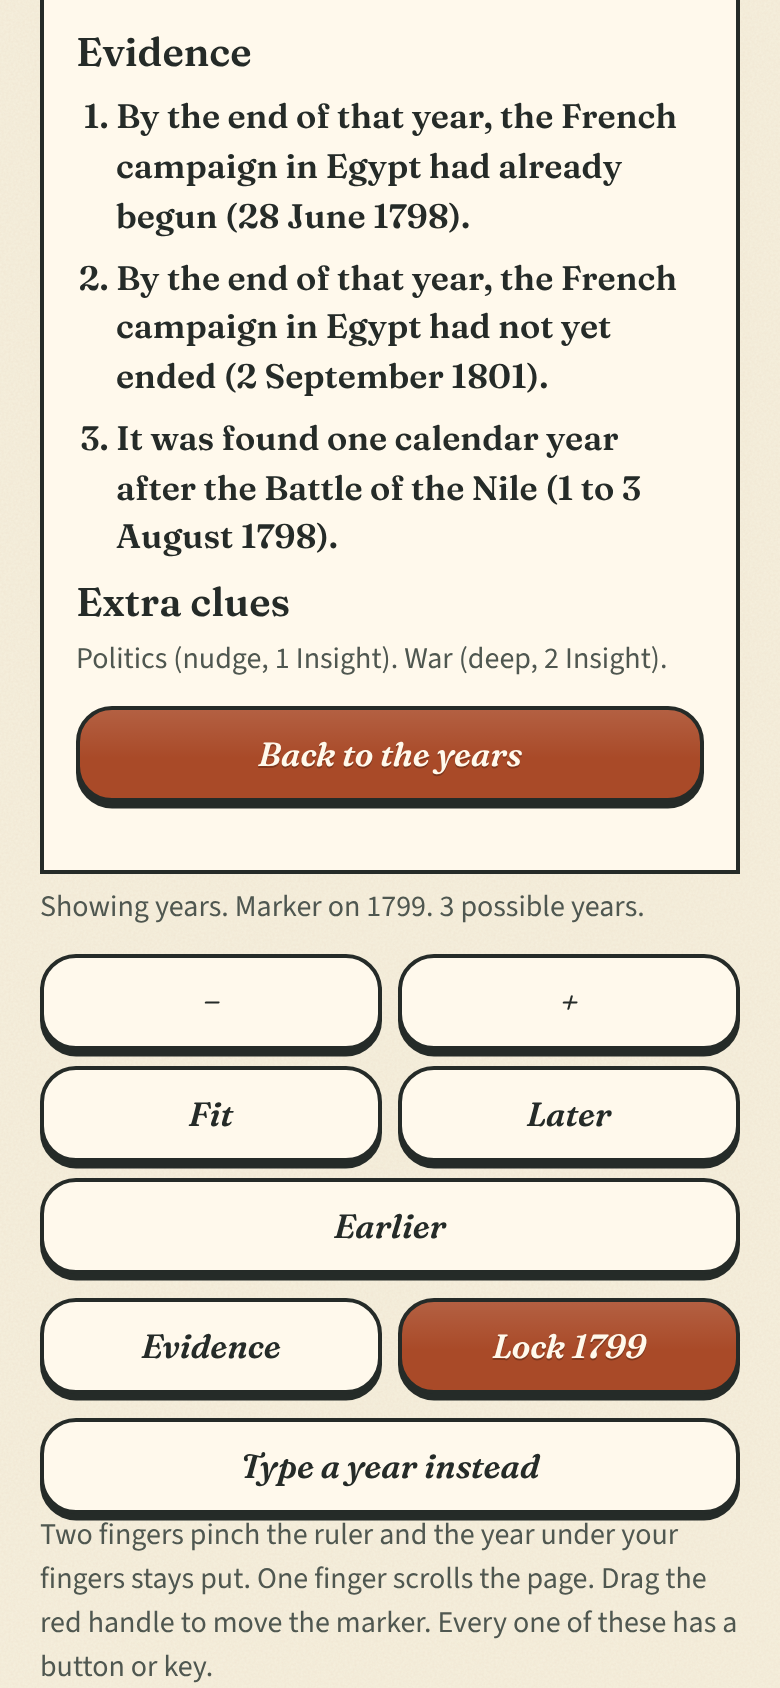 Evidence
1. By the end of that year, the French
campaign in Egypt had already
begun (28 June 1798).
2. By the end of that year, the French
campaign in Egypt had not yet
ended (2 September 1801).
3. It was found one calendar year
after the Battle of the Nile (1 to 3
August 1798).
Extra clues
Politics (nudge, 1 Insight). War (deep, 2 Insight).
Back to the years
Showing years. Marker on 1799. 3 possible years.
−
+
Fit
Later
Earlier
Evidence
Lock 1799
Type a year instead
Two fingers pinch the ruler and the year under your
fingers stays put. One finger scrolls the page. Drag the
red handle to move the marker. Every one of these has a
button or key.